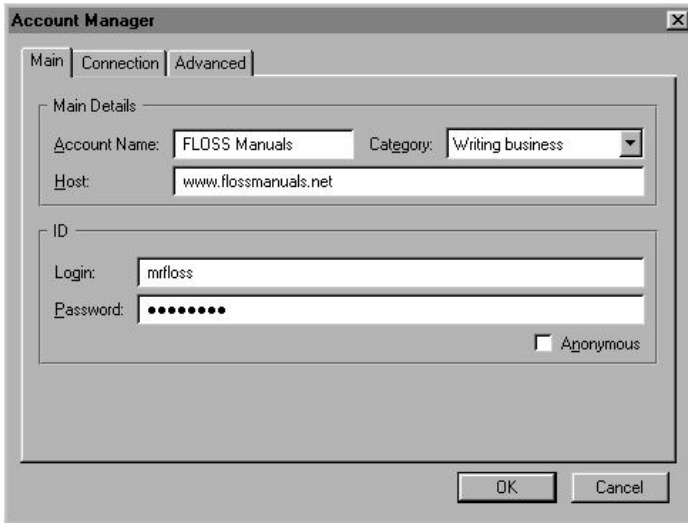 Account Manager
Main Connection Advanced
Main Details
Account Name: FLOSS Manuals Category: Writing business
Host: www.flossmanuals.net
ID
Login: mrfloss
Password: ●●●●●●●●
Anonymous
OK Cancel